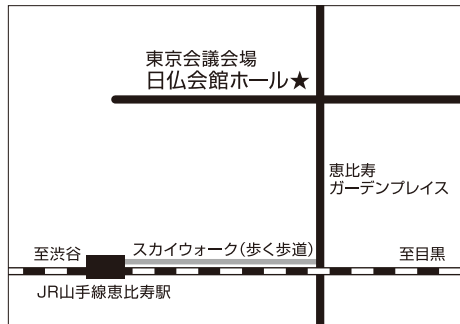 東京会議会場
日仏会館ホール★
恵比寿
ガーデンプレイス
スカイウォーク(歩く歩道)
至渋谷
至目黒
JR山手線恵比寿駅